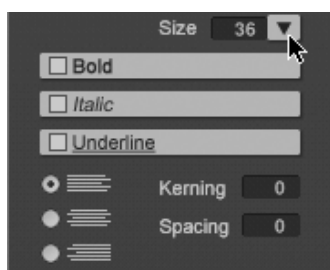 Size 36
Bold
Italic
Underline
Kerning 0
Spacing 0